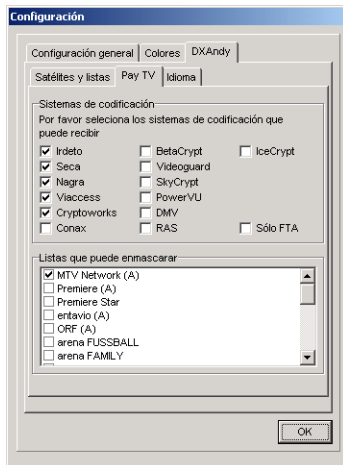 Configuración
Configuración general Colores DXAndy
Satélites y listas Pay TV Idioma
Sistemas de codificación
Por favor seleciona los sistemas de codificación que
puede recibir
Irdeto BetaCrypt IceCrypt
Seca Videoguard
Nagra SkyCrypt
Viaccess PowerVU
Cryptoworks DMV
Conax RAS Sólo FTA
Listas que puede enmascarar
MTV Network (A)
Premiere (A)
Premiere Star
entavio (A)
ORF (A)
arena FUSSBALL
arena FAMILY
OK